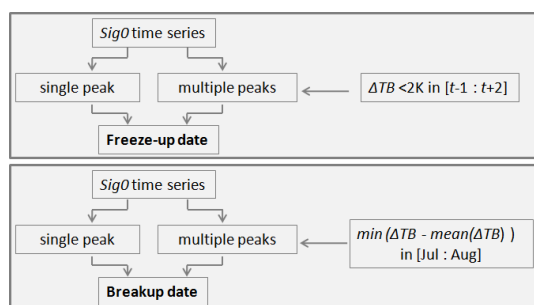 Sig0 time series
single peak
multiple peaks
ΔTB <2K in [t-1 : t+2]
Freeze-up date
Sig0 time series
single peak
multiple peaks
min (ΔTB - mean(ΔTB) )
in [Jul : Aug]
Breakup date